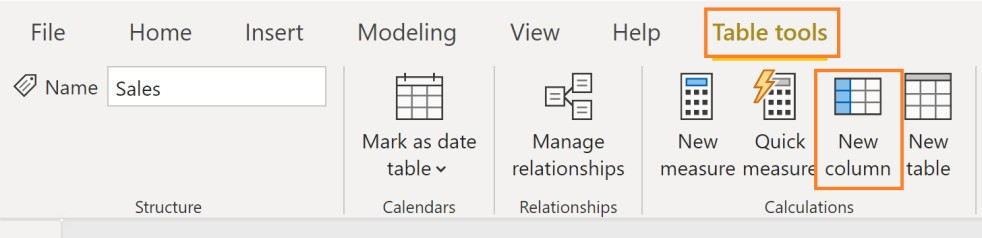 File Home Insert Modeling View Help Table tools
Name Sales
Mark as date
table
Manage
relationships
New
measure
Quick
measure
New
column
New
table
Structure Calendars Relationships Calculations